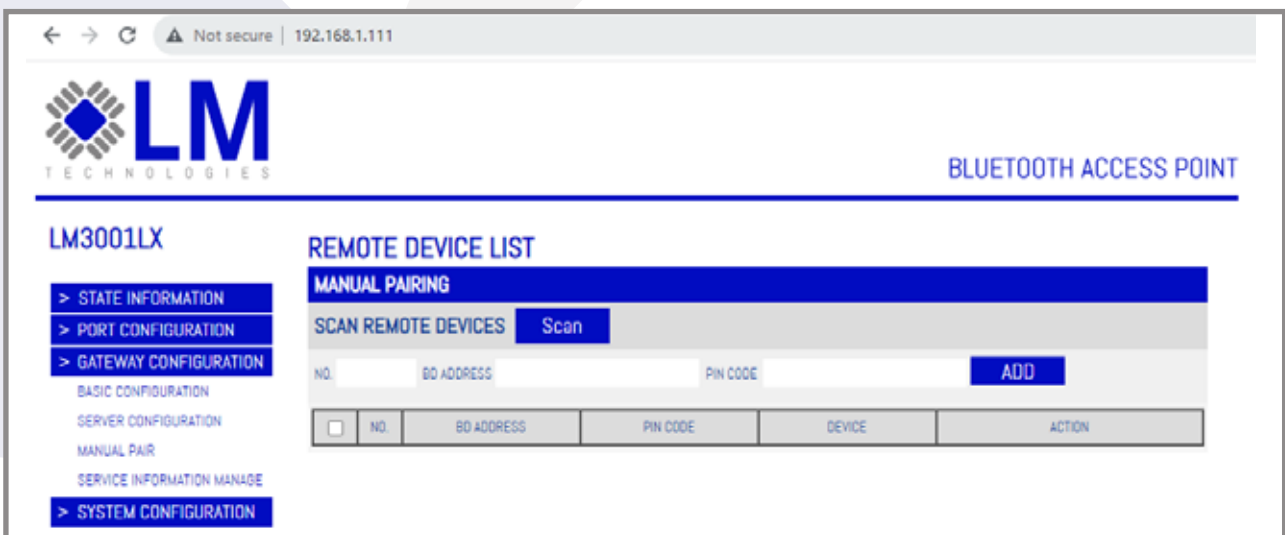 Not secure | 192.168.1.111
LM
TECHNOLOGIES
BLUETOOTH ACCESS POINT
LM3001LX
> STATE INFORMATION
> PORT CONFIGURATION
> GATEWAY CONFIGURATION
BASIC CONFIGURATION
SERVER CONFIGURATION
MANUAL PAIR
SERVICE INFORMATION MANAGE
> SYSTEM CONFIGURATION
REMOTE DEVICE LIST
MANUAL PAIRING
SCAN REMOTE DEVICES Scan
NO. BD ADDRESS PIN CODE ADD
NO. BD ADDRESS PIN CODE DEVICE ACTION